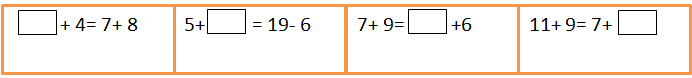 □ + 4= 7+ 8
5+ □ = 19- 6
7+ 9= □ +6
11+ 9= 7+ □